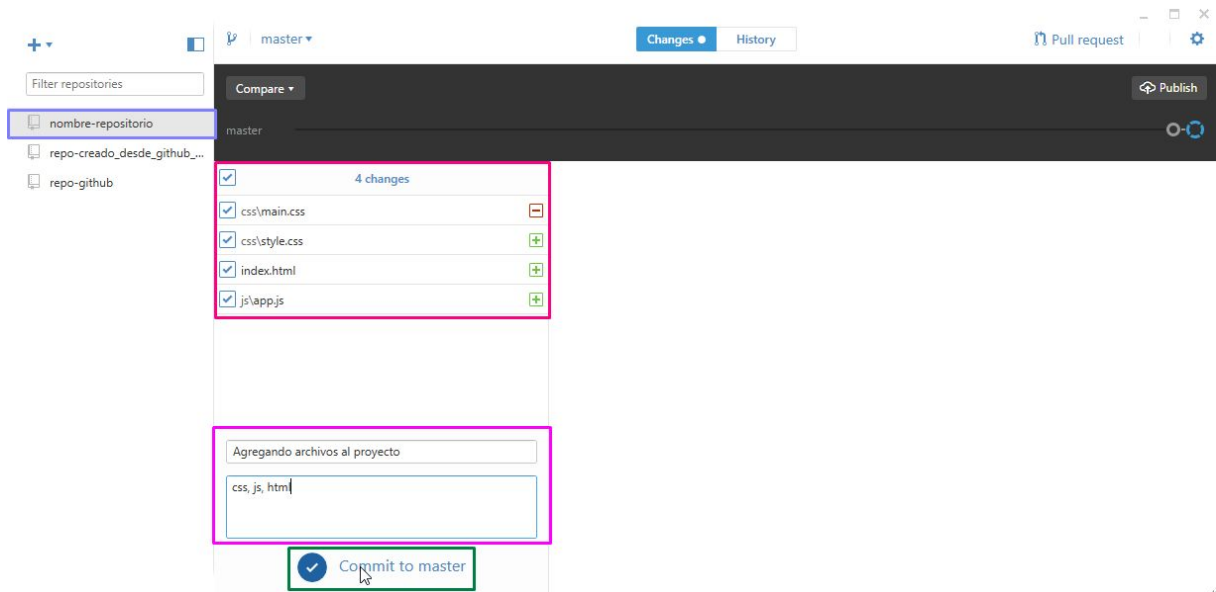 master
Changes
History
Pull request
Filter repositories
Compare
Publish
nombre-repositorio
master
repo-creado_desde_github_...
repo-github
4 changes
css\main.css
css\style.css
index.html
js\app.js
Agregando archivos al proyecto
css, js, html
Commit to master